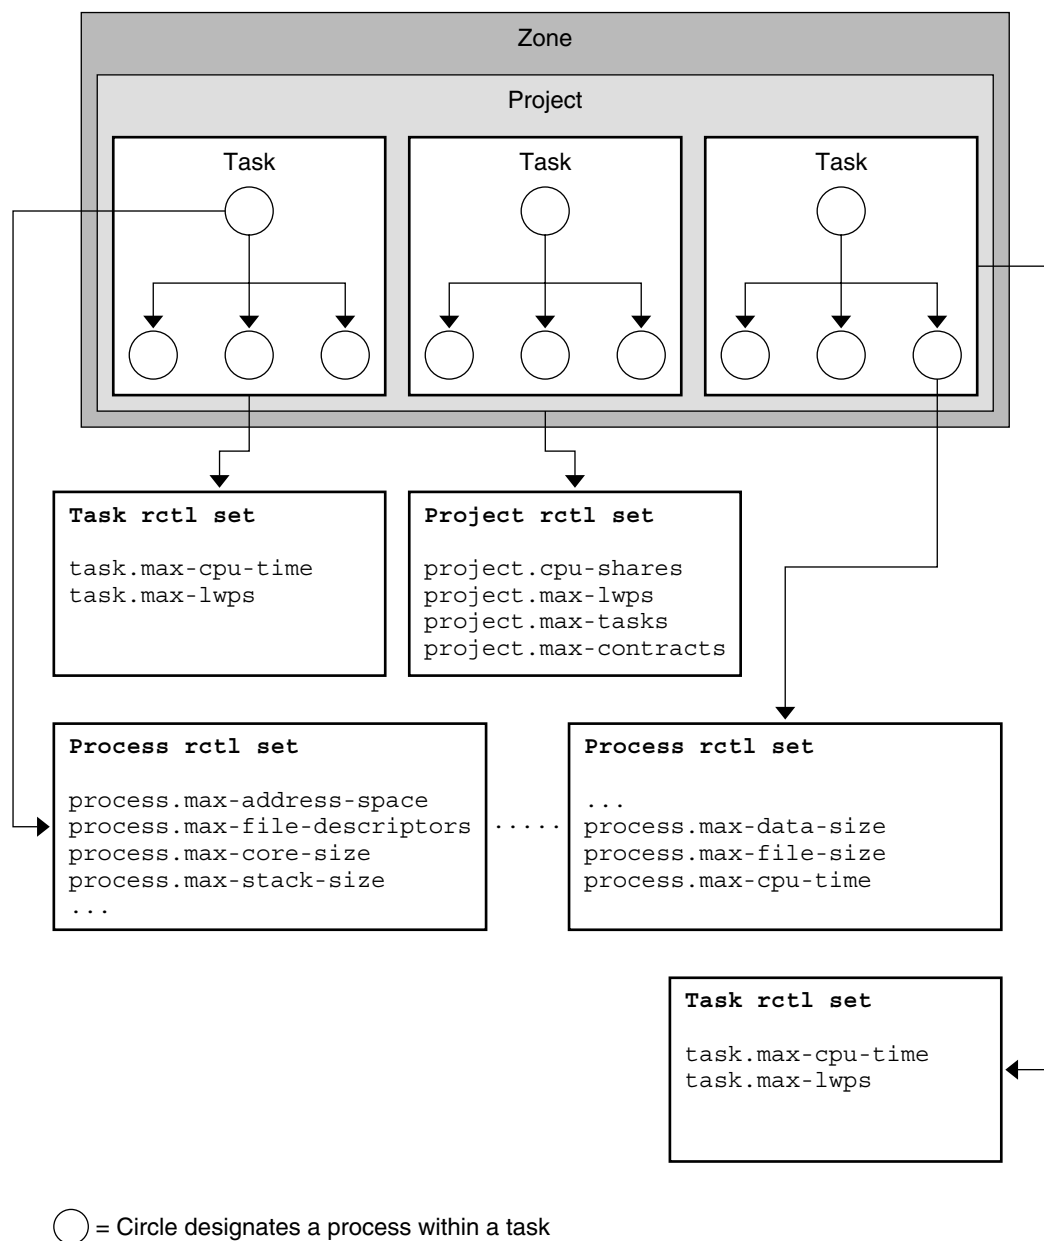 Zone
Project
Task
Task
Task
Task rctl set
task.max-cpu-time
task.max-lwps
Project rctl set
project.cpu-shares
project.max-lwps
project.max-tasks
project.max-contracts
Process rctl set
process.max-address-space
process.max-file-descriptors
process.max-core-size
process.max-stack-size
...
.....
Process rctl set
...
process.max-data-size
process.max-file-size
process.max-cpu-time
Task rctl set
task.max-cpu-time
task.max-lwps
= Circle designates a process within a task